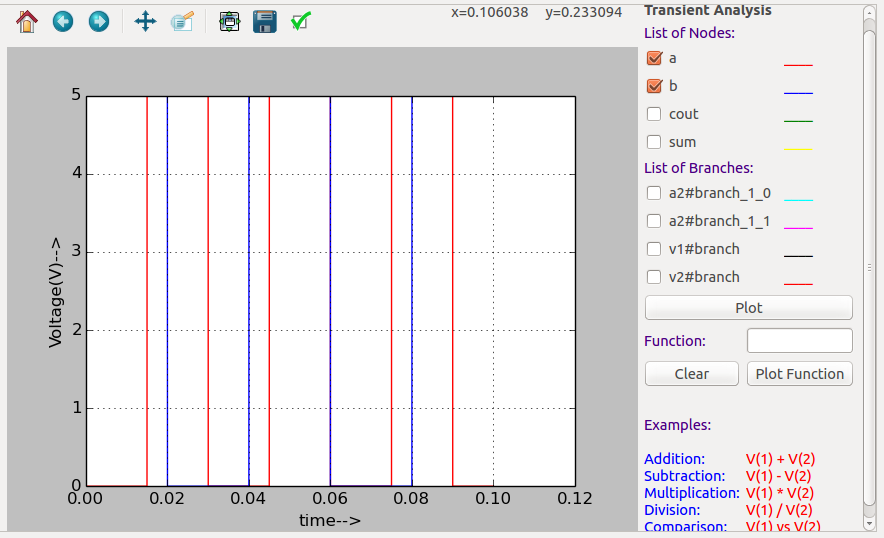 x=0.106038 y=0.233094
5
4
3
2
1
0
Voltage(V)-->
0.00 0.02 0.04 0.06 0.08 0.10 0.12
time-->
Transient Analysis
List of Nodes:
a
b
cout
sum
List of Branches:
a2#branch_1_0
a2#branch_1_1
v1#branch
v2#branch
Plot
Function:
Clear Plot Function
Examples:
Addition: V(1) + V(2)
Subtraction: V(1) - V(2)
Multiplication: V(1) * V(2)
Division: V(1) / V(2)
Comparison: V(1) vs V(2)